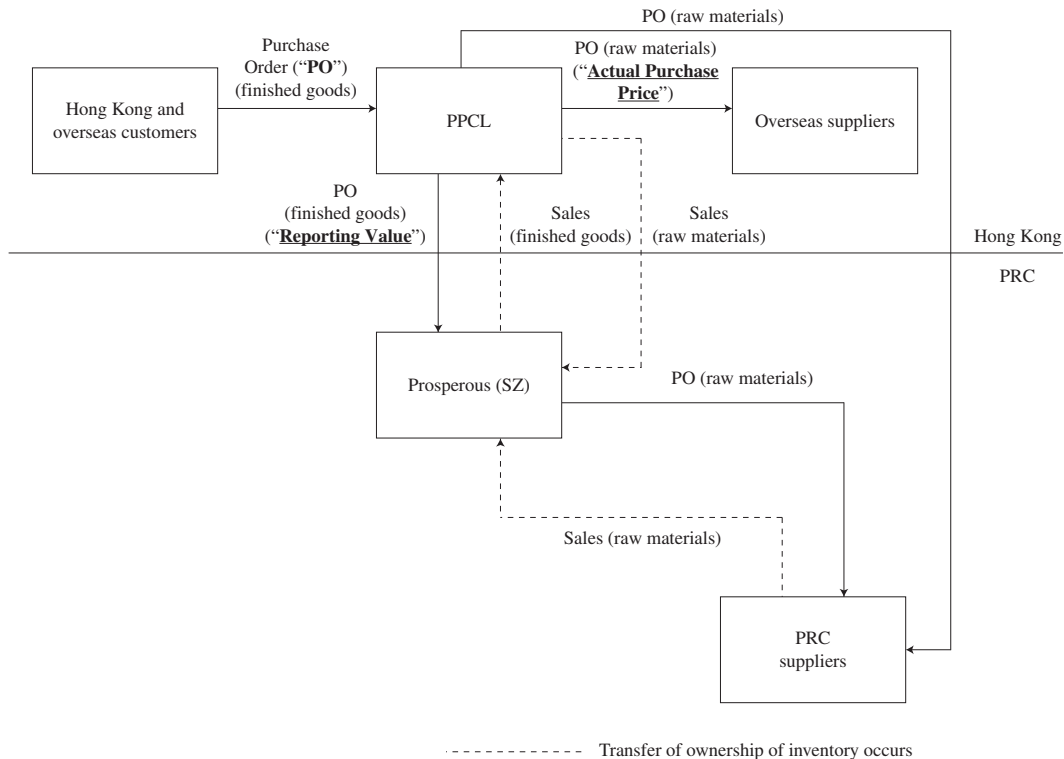 PO (raw materials)
Purchase
Order (“PO”)
(finished goods)
PO (raw materials)
(“Actual Purchase
Price”)
Hong Kong and
overseas customers
PPCL
Overseas suppliers
PO
(finished goods)
(“Reporting Value”)
Sales
(finished goods)
Sales
(raw materials)
Hong Kong
PRC
Prosperous (SZ)
PO (raw materials)
Sales (raw materials)
PRC
suppliers
Transfer of ownership of inventory occurs